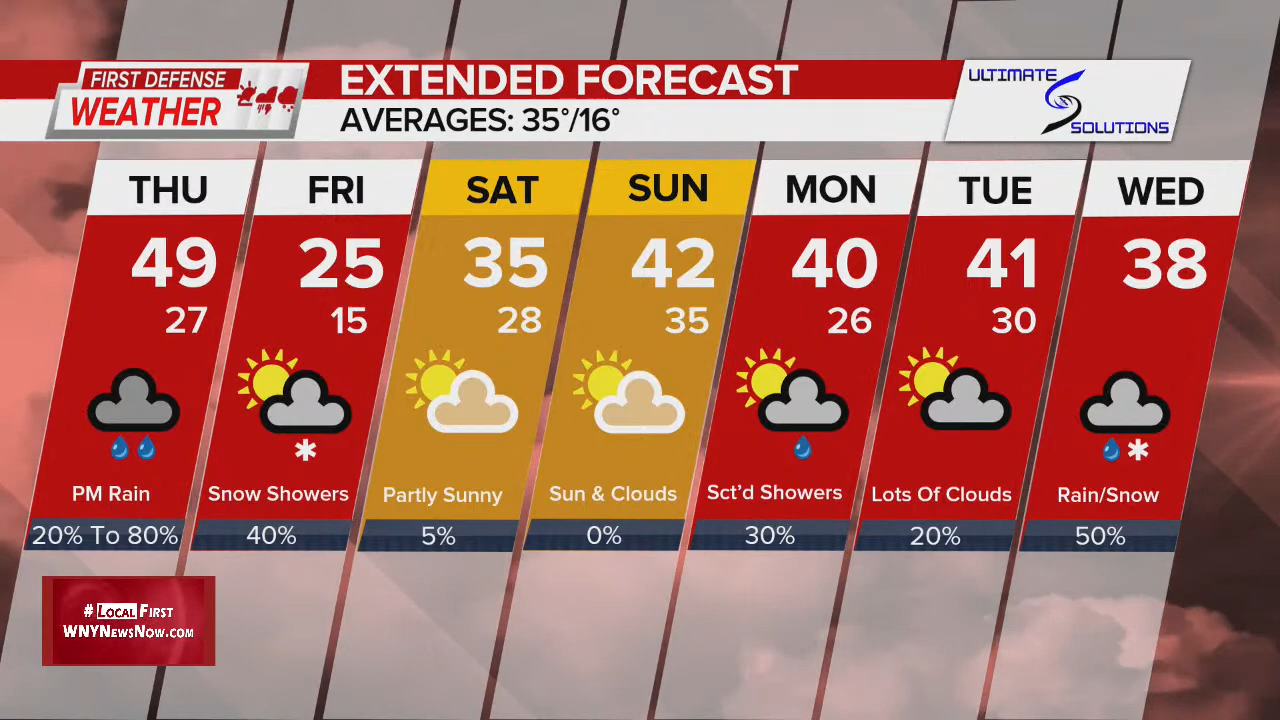 FIRST DEFENSE
WEATHER
EXTENDED FORECAST
AVERAGES: 35°/16°
ULTIMATE
SOLUTIONS
THU FRI SAT SUN MON TUE WED
49 25 35 42 40 41 38
27 15 28 35 26 30
PM Rain Snow Showers Partly Sunny Sun & Clouds Sct'd Showers Lots Of Clouds Rain/Snow
20% To 80% 40% 5% 0% 30% 20% 50%
# LOCAL FIRST
WNYNEWSNOW.COM